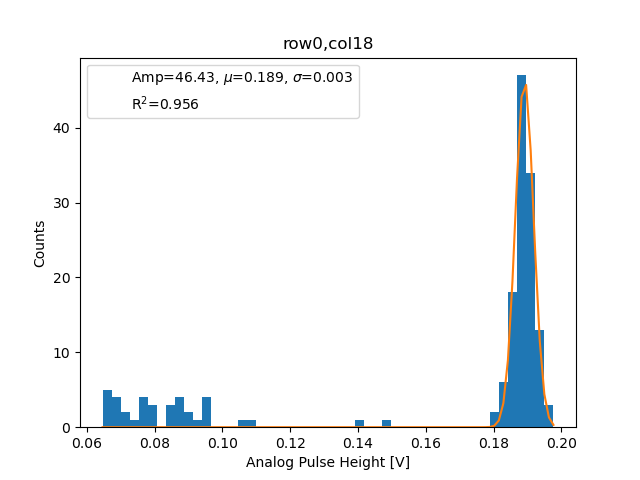 row0,col18
Amp=46.43, μ=0.189, σ=0.003
R²=0.956
Counts
40
30
20
10
0
0.06 0.08 0.10 0.12 0.14 0.16 0.18 0.20
Analog Pulse Height [V]